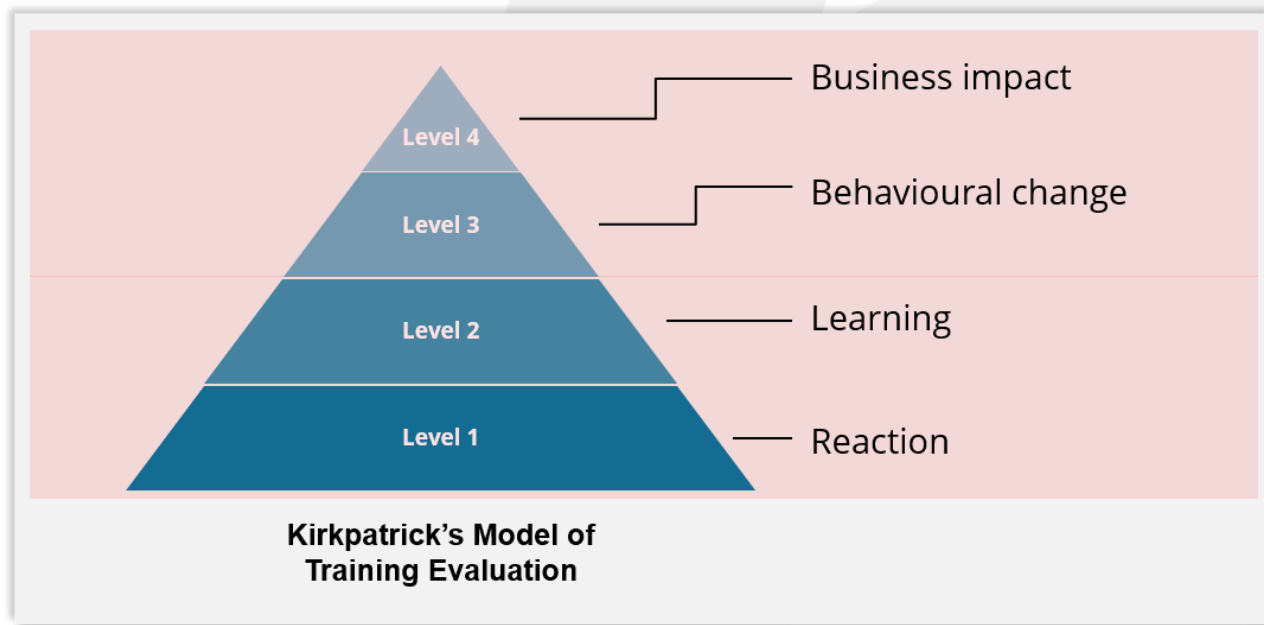 Business impact
Level 4
Behavioural change
Level 3
Learning
Level 2
Reaction
Level 1
Kirkpatrick’s Model of
Training Evaluation